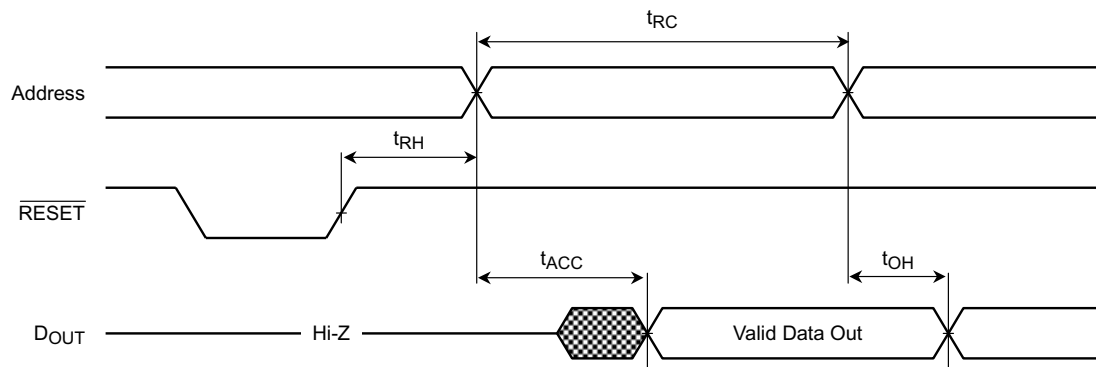 tRC
Address
tRH
RESET
tACC
tOH
DOUT
Hi-Z
Valid Data Out